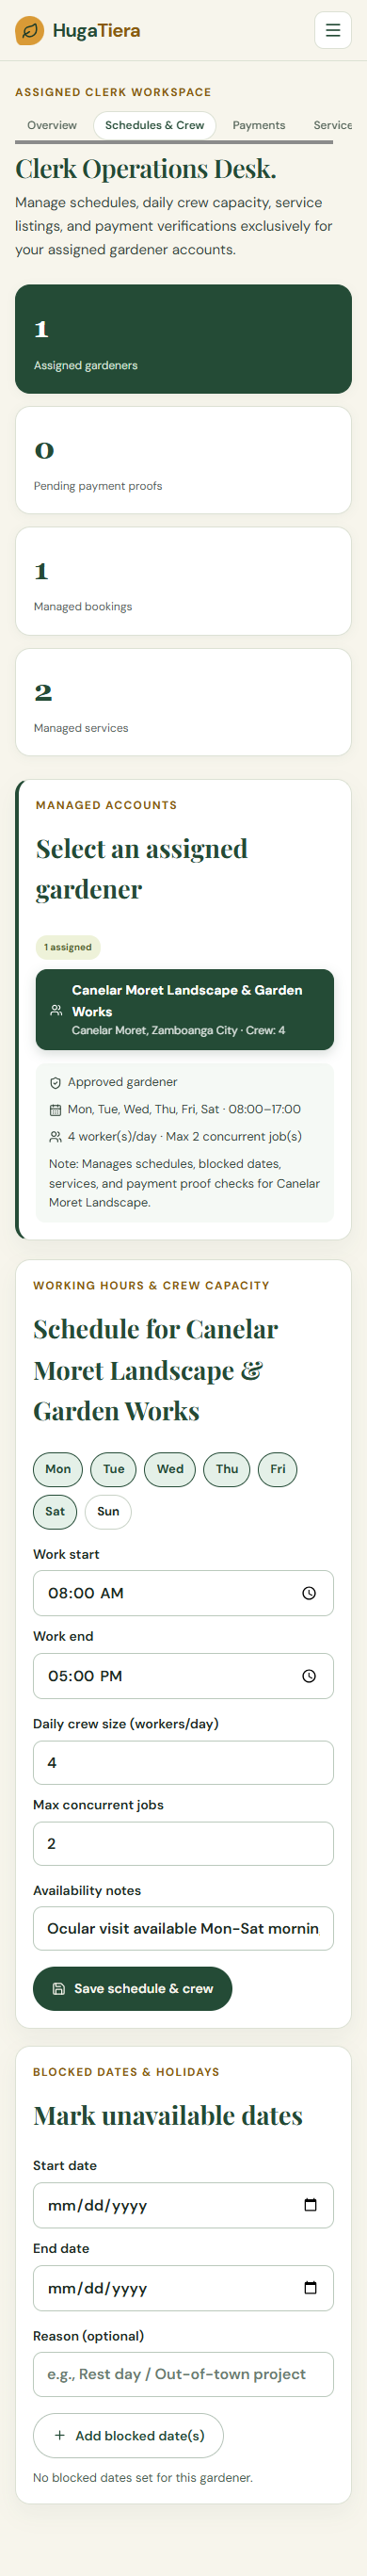 HugaTiera
ASSIGNED CLERK WORKSPACE
Overview
Schedules & Crew
Payments
Service
Clerk Operations Desk.
Manage schedules, daily crew capacity, service
listings, and payment verifications exclusively for
your assigned gardener accounts.
1
Assigned gardeners
0
Pending payment proofs
1
Managed bookings
2
Managed services
MANAGED ACCOUNTS
Select an assigned
gardener
1 assigned
Canelar Moret Landscape & Garden
Works
Canelar Moret, Zamboanga City · Crew: 4
Approved gardener
Mon, Tue, Wed, Thu, Fri, Sat · 08:00–17:00
4 worker(s)/day · Max 2 concurrent job(s)
Note: Manages schedules, blocked dates,
services, and payment proof checks for Canelar
Moret Landscape.
WORKING HOURS & CREW CAPACITY
Schedule for Canelar
Moret Landscape &
Garden Works
Mon
Tue
Wed
Thu
Fri
Sat
Sun
Work start
08:00 AM
Work end
05:00 PM
Daily crew size (workers/day)
4
Max concurrent jobs
2
Availability notes
Ocular visit available Mon-Sat mornin
Save schedule & crew
BLOCKED DATES & HOLIDAYS
Mark unavailable dates
Start date
mm/dd/yyyy
End date
mm/dd/yyyy
Reason (optional)
e.g., Rest day / Out-of-town project
+ Add blocked date(s)
No blocked dates set for this gardener.